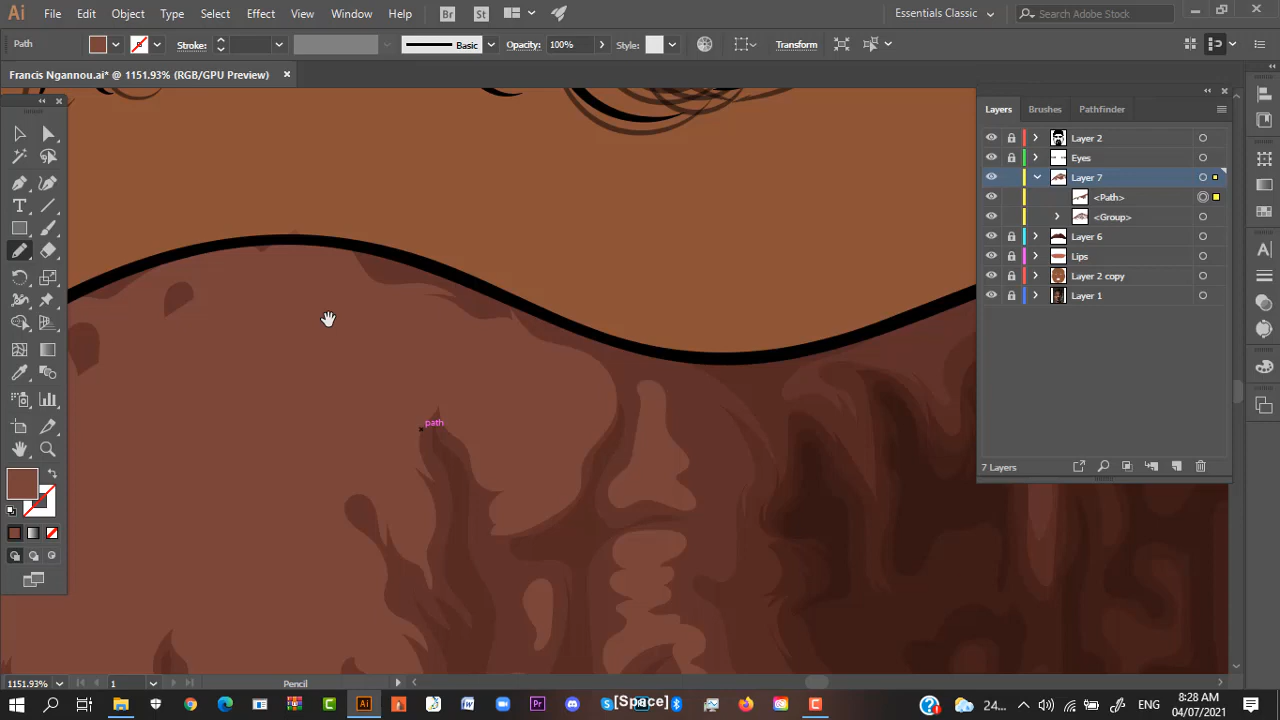 Ai File Edit Object Type Select Effect View Window Help Br St Essentials Classic Search Adobe Stock
Path Stroke: Basic Opacity: 100% Style: Transform
Francis Ngannou.ai* @ 1151.93% (RGB/GPU Preview)
Layers Brushes Pathfinder
Layer 2
Eyes
Layer 7
<Path>
<Group>
Layer 6
Lips
Layer 2 copy
Layer 1
path
7 Layers
1151.93% 1 Pencil
[Space]
24... ENG 8:28 AM
04/07/2021